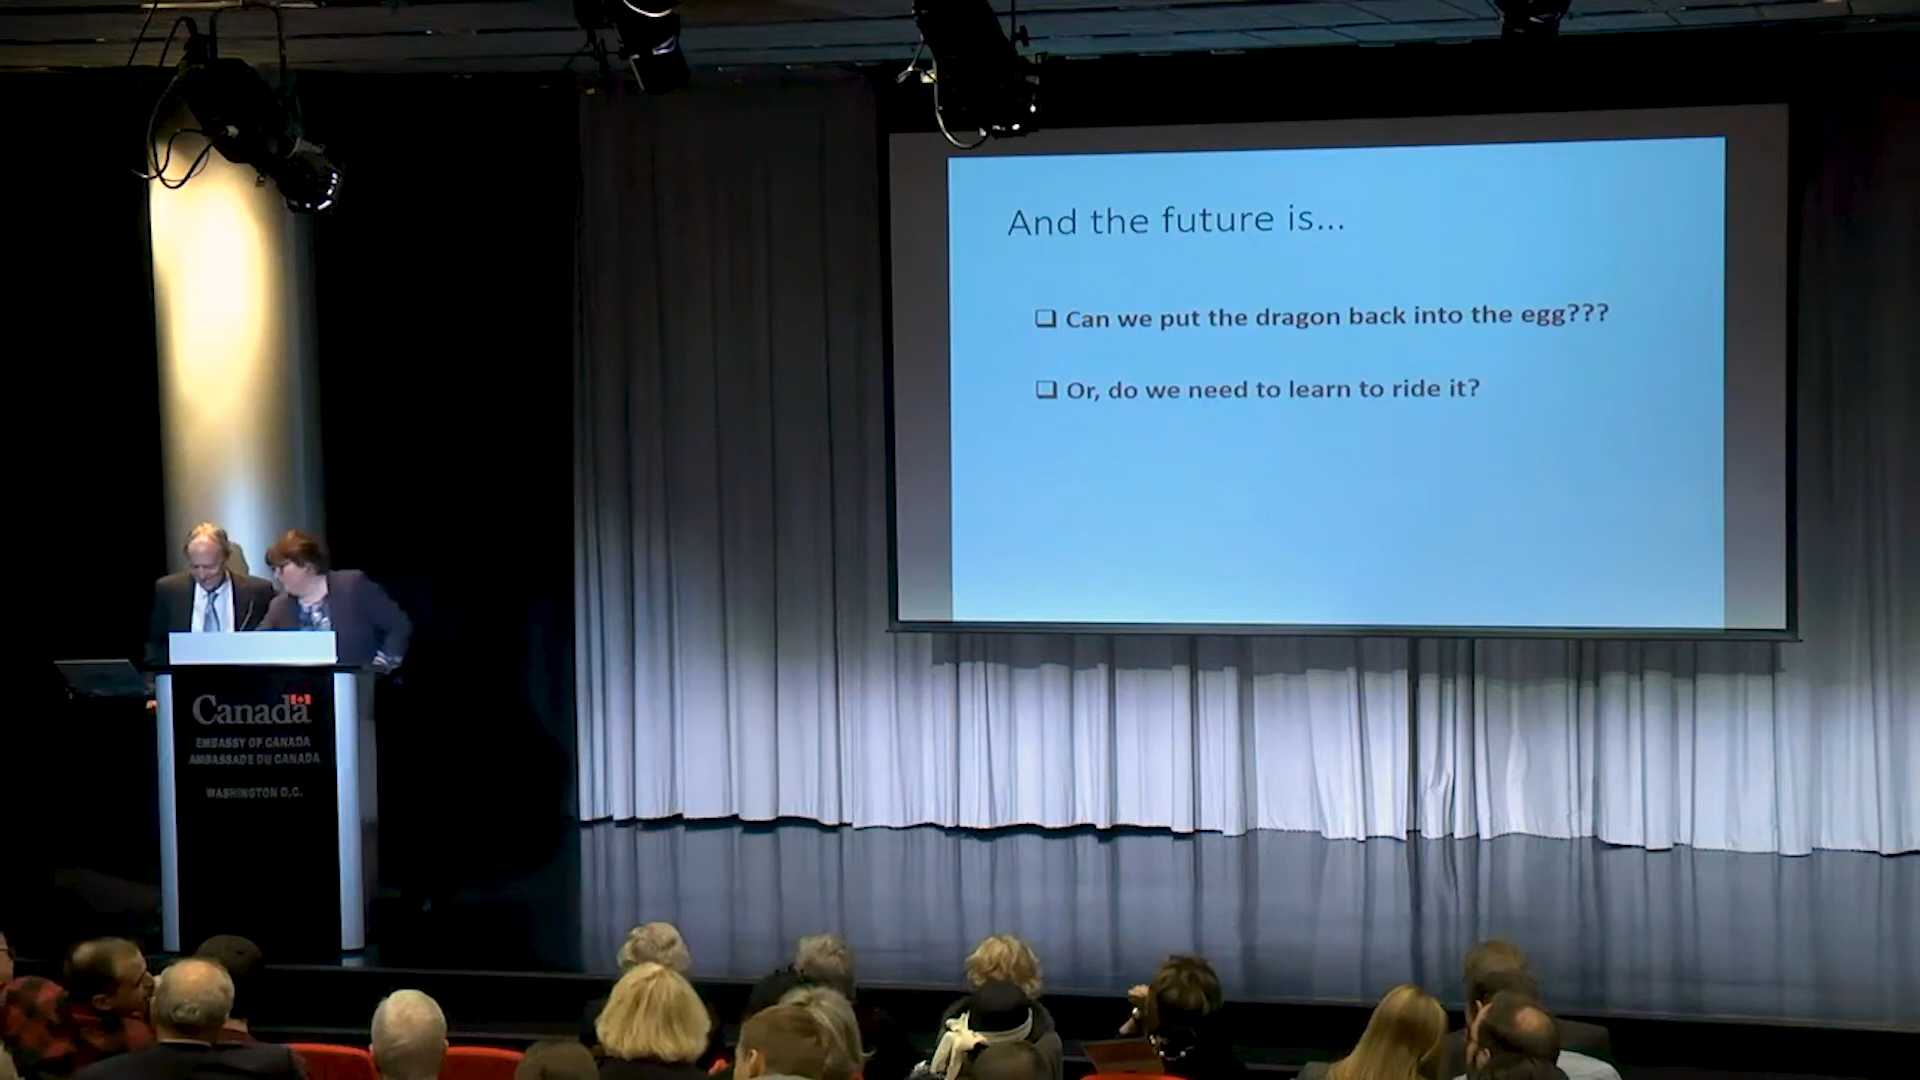 And the future is...
❑ Can we put the dragon back into the egg???
❑ Or, do we need to learn to ride it?
Canada
EMBASSY OF CANADA
AMBASSADE DU CANADA
WASHINGTON D.C.